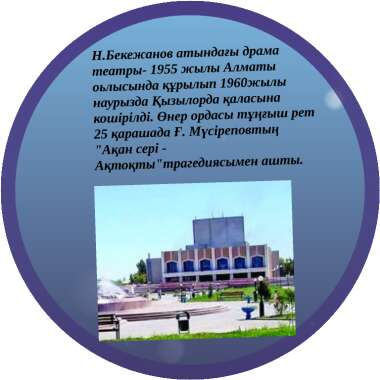 Н.Бекежанов атындағы драма
театры- 1955 жылы Алматы
оьлысында құрылып 1960жылы
наурызда Қызылорда қаласына
көшірілді. Өнер ордасы тұңғыш рет
25 қарашада Ғ. Мүсіреповтың
"Ақан сері -
Ақтоқты"трагедиясымен ашты.